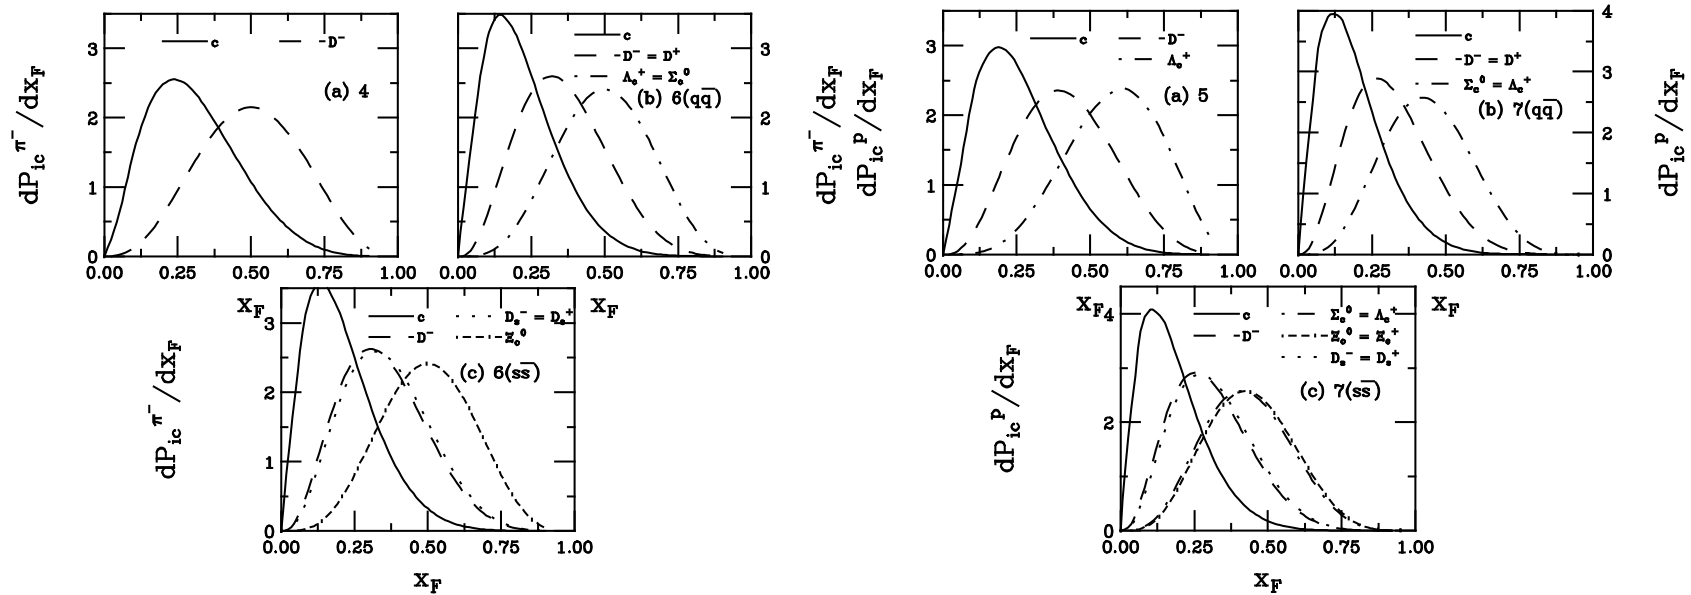 dP_ic^π⁻/dx_F
3
2
1
0
c
-D⁻
(a) 4
0.00 0.25 0.50 0.75 1.00
x_F
c
-D⁻ = D⁺
Λ_c⁺ = Σ_c⁰
(b) 6(qq̅)
3
2
1
0
0.00 0.25 0.50 0.75 1.00
x_F
dP_ic^π⁻/dx_F
dP_ic^π⁻/dx_F
3
2
1
0
c
-D⁻
D_s⁻ = D_s⁺
-Ξ_c⁰
(c) 6(ss̅)
0.00 0.25 0.50 0.75 1.00
x_F
dP_ic^p/dx_F
3
2
1
0
c
-D⁻
Λ_c⁺
(a) 5
0.00 0.25 0.50 0.75 1.00
x_F
c
-D⁻ = D⁺
Σ_c⁰ = Λ_c⁺
(b) 7(qq̅)
4
3
2
1
0
0.00 0.25 0.50 0.75 1.00
x_F
dP_ic^p/dx_F
dP_ic^p/dx_F
4
2
0
c
-D⁻
Σ_c⁰ = Λ_c⁺
-Ξ_c⁰ = Ξ_c⁺
D_s⁻ = D_s⁺
(c) 7(ss̅)
0.00 0.25 0.50 0.75 1.00
x_F